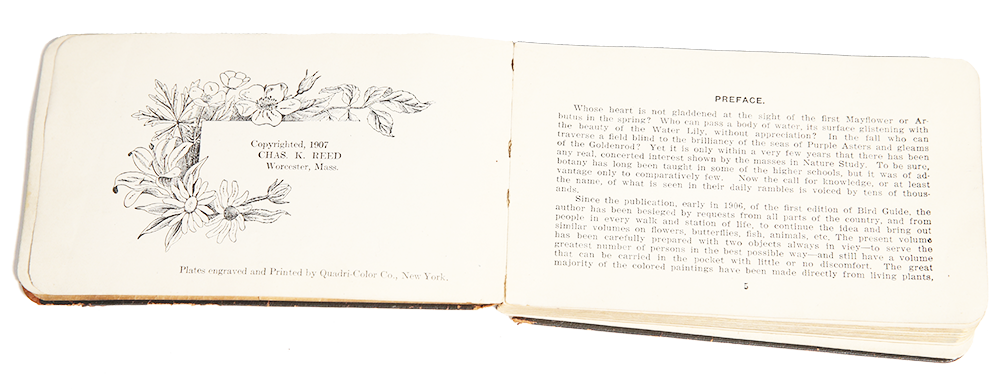 Copyrighted, 1907
CHAS. K. REED
Worcester, Mass.
Plates engraved and Printed by Quadri-Color Co., New York.
PREFACE.
Whose heart is not gladdened at the sight of the first Mayflower or Ar-
butus in the spring? Who can pass a body of water, its surface glistening with
the beauty of the Water Lily, without appreciation? In the fall who can
traverse a field blind to the brilliancy of the seas of Purple Asters and gleams
of the Goldenrod? Yet it is only within a very few years that there has been
any real, concerted interest shown by the masses in Nature Study. To be sure,
botany has long been taught in some of the higher schools, but it was of ad-
vantage only to comparatively few. Now the call for knowledge, or at least
the name, of what is seen in their daily rambles is voiced by tens of thous-
ands.
Since the publication, early in 1906, of the first edition of Bird Guide, the
author has been besieged by requests from all parts of the country, and from
people in every walk and station of life, to continue the idea and bring out
similar volumes on flowers, butterflies, fish, animals, etc. The present volume
has been carefully prepared with two objects always in view—to serve the
greatest number of persons in the best possible way—and still have a volume
that can be carried in the pocket with little or no discomfort. The great
majority of the colored paintings have been made directly from living plants,
5